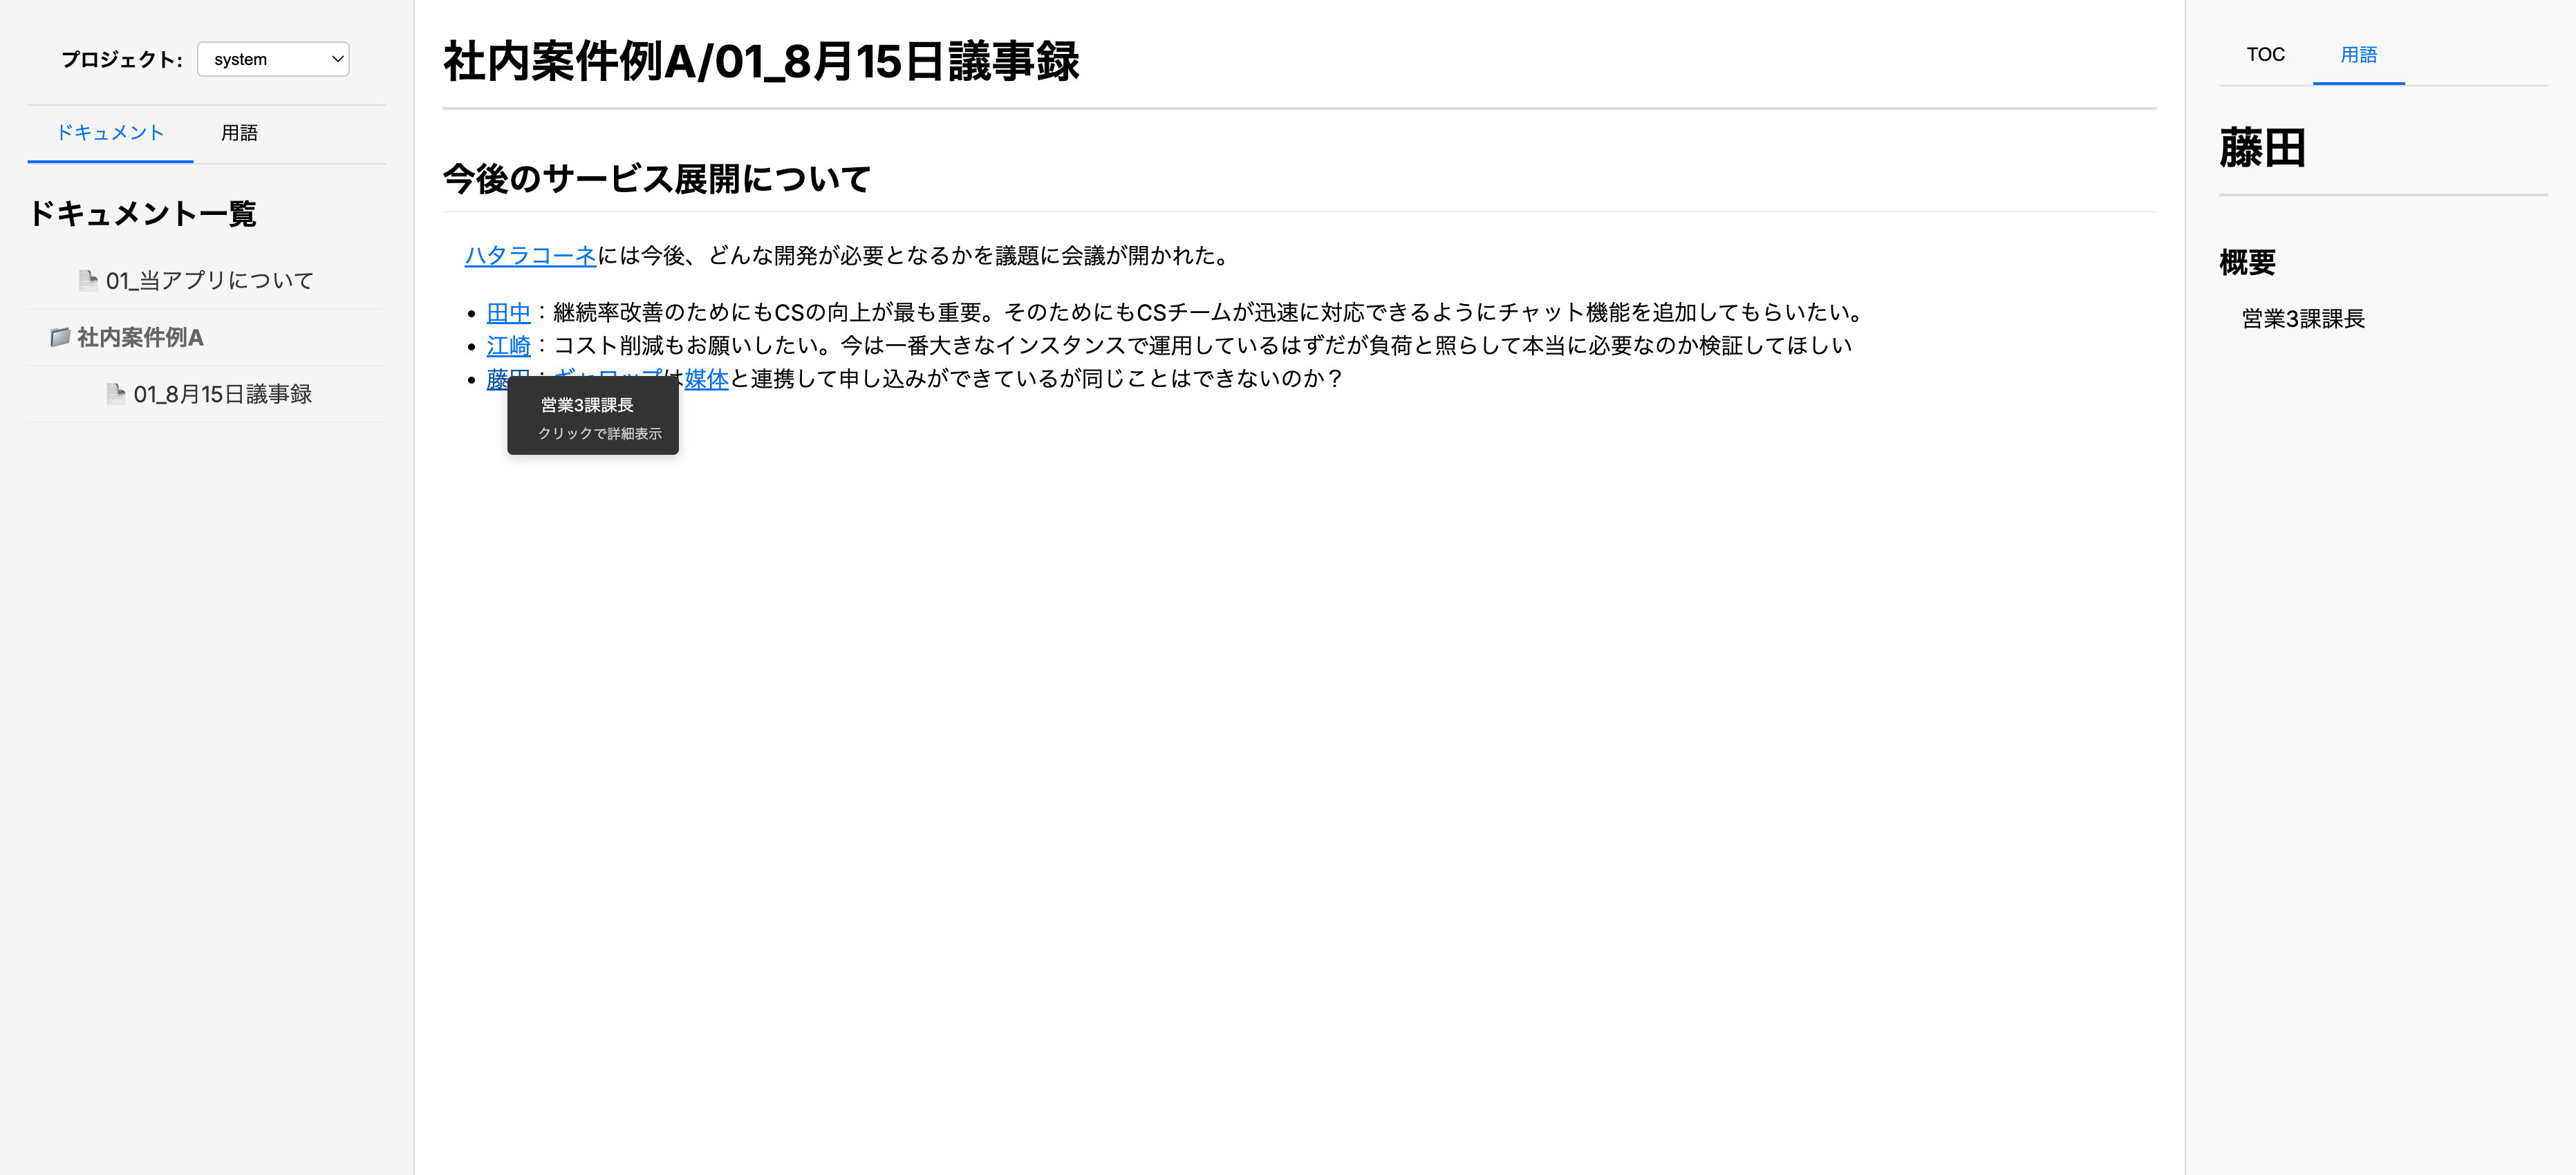 プロジェクト:
system
ドキュメント
用語
ドキュメント一覧
01_当アプリについて
社内案件例A
01_8月15日議事録
社内案件例A/01_8月15日議事録
今後のサービス展開について
ハタラコーネには今後、どんな開発が必要となるかを議題に会議が開かれた。
田中：継続率改善のためにもCSの向上が最も重要。そのためにもCSチームが迅速に対応できるようにチャット機能を追加してもらいたい。
江崎：コスト削減もお願いしたい。今は一番大きなインスタンスで運用しているはずだが負荷と照らして本当に必要なのか検証してほしい
藤田：ギャロップは媒体と連携して申し込みができているが同じことはできないのか？
営業3課課長
クリックで詳細表示
TOC
用語
藤田
概要
営業3課課長